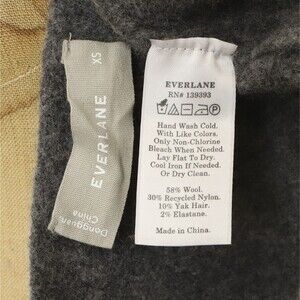 XS
EVERLANE
Dongguan,
China
EVERLANE
RN# 139393
Hand Wash Cold.
With Like Colors.
Only Non-Chlorine
Bleach When Needed.
Lay Flat To Dry.
Cool Iron If Needed.
Or Dry Clean.
58% Wool.
30% Recycled Nylon.
10% Yak Hair.
2% Elastane.
Made in China.